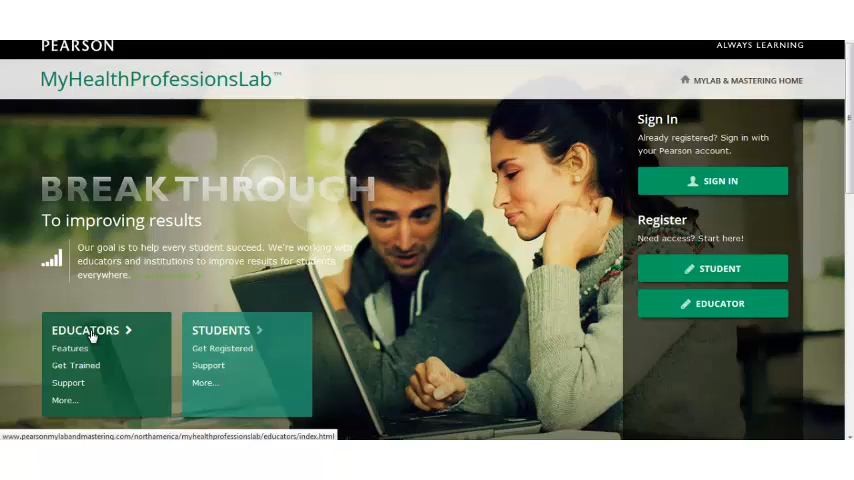 PEARSON
ALWAYS LEARNING
MyHealthProfessionsLab™
MYLAB & MASTERING HOME
BREAKTHROUGH
To improving results
Our goal is to help every student succeed. We're working with
educators and institutions to improve results for students
everywhere.
EDUCATORS
Features
Get Trained
Support
More...
STUDENTS
Get Registered
Support
More...
Sign In
Already registered? Sign in with
your Pearson account.
SIGN IN
Register
Need access? Start here!
STUDENT
EDUCATOR
www.pearsonmylabandmastering.com/northamerica/myhealthprofessionslab/educators/index.html